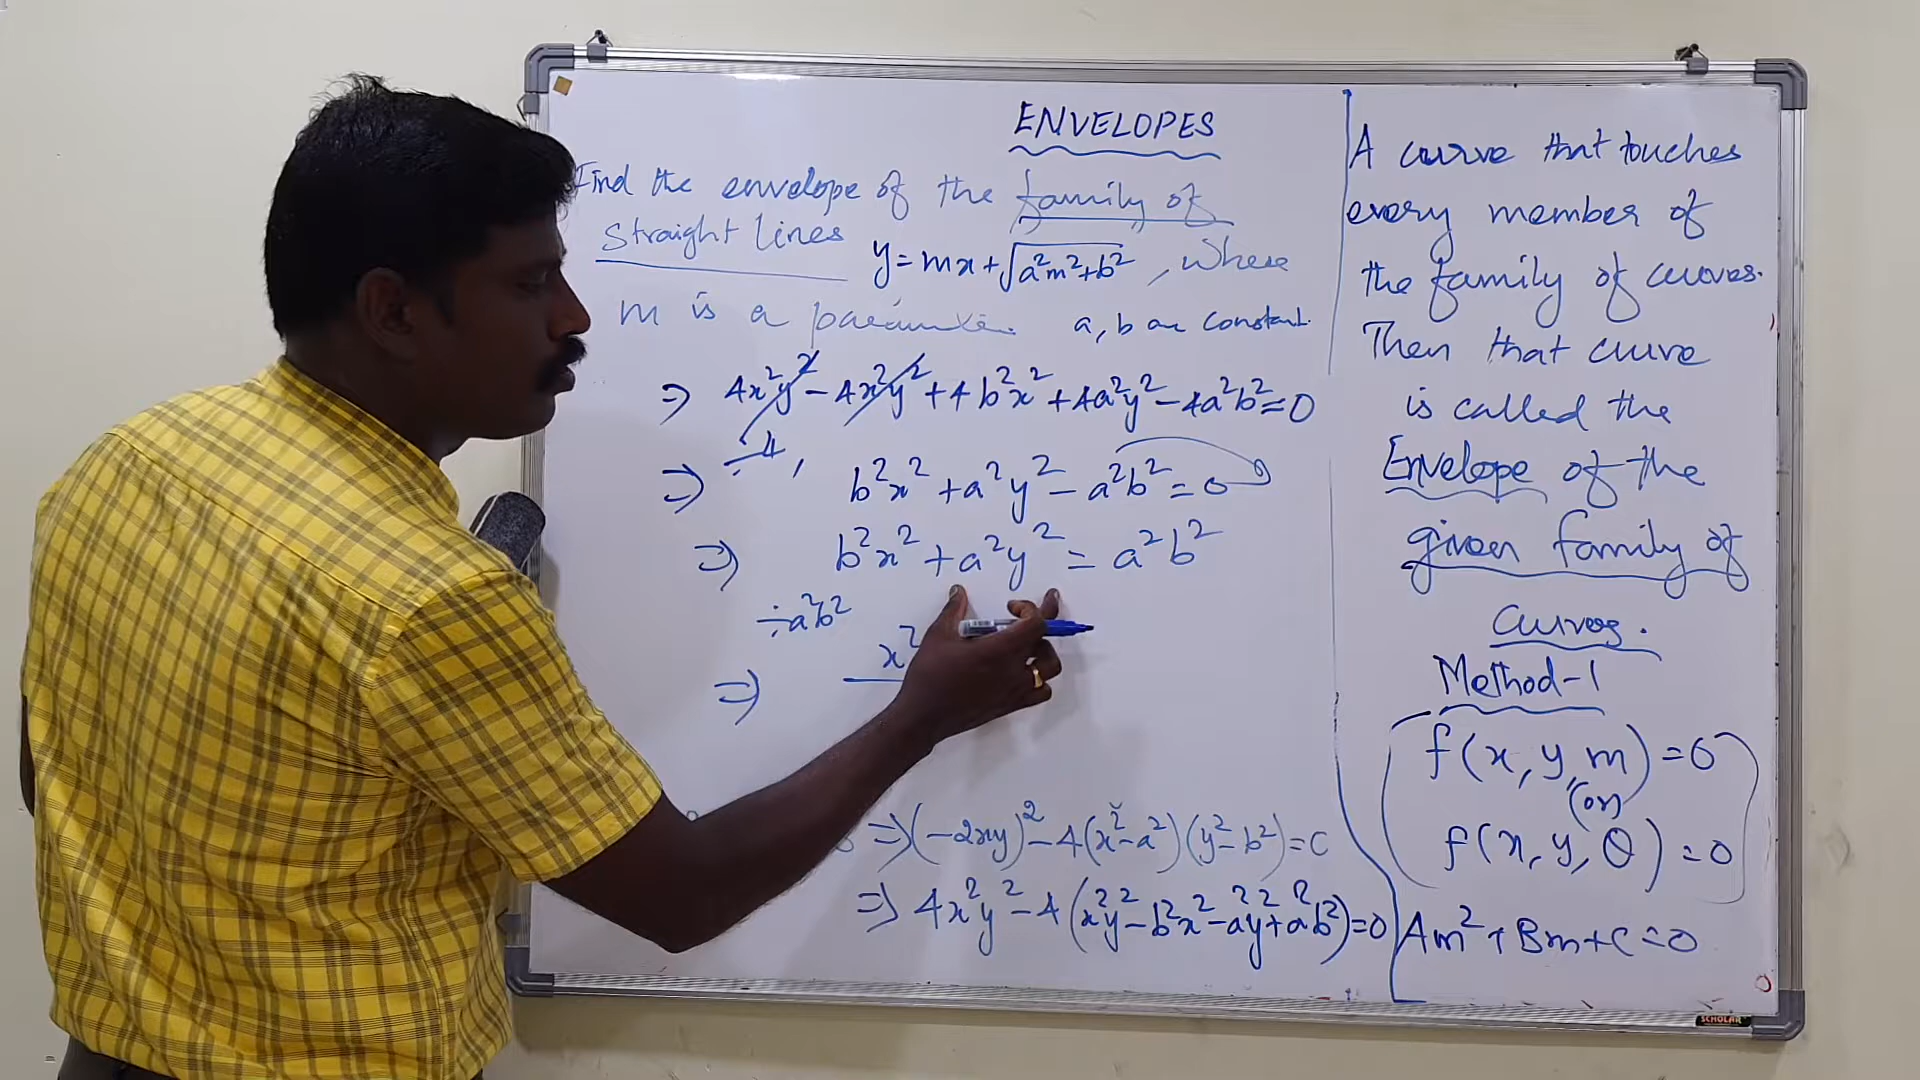 ENVELOPES
Find the envelope of the family of
straight lines y = mx + √(a²m² + b²), where
m is a a, b are constant.
⇒ 4x²y² - 4x²y² + 4b²x² + 4a²y² - 4a²b² = 0
÷4,
⇒ b²x² + a²y² - a²b² = 0
⇒ b²x² + a²y² = a²b²
÷a²b²
⇒ x²
⇒ (-2xy)² - 4(x² - a²)(y² - b²) = 0
⇒ 4x²y² - 4(x²y² - b²x² - a²y² + a²b²) = 0
A curve that touches
every member of
the family of curves.
Then that curve
is called the
Envelope of the
given family of
Curves.
Method-1
f(x, y, m) = 0
(or)
f(x, y, θ) = 0
Am² + Bm + C = 0
SCHOLAR